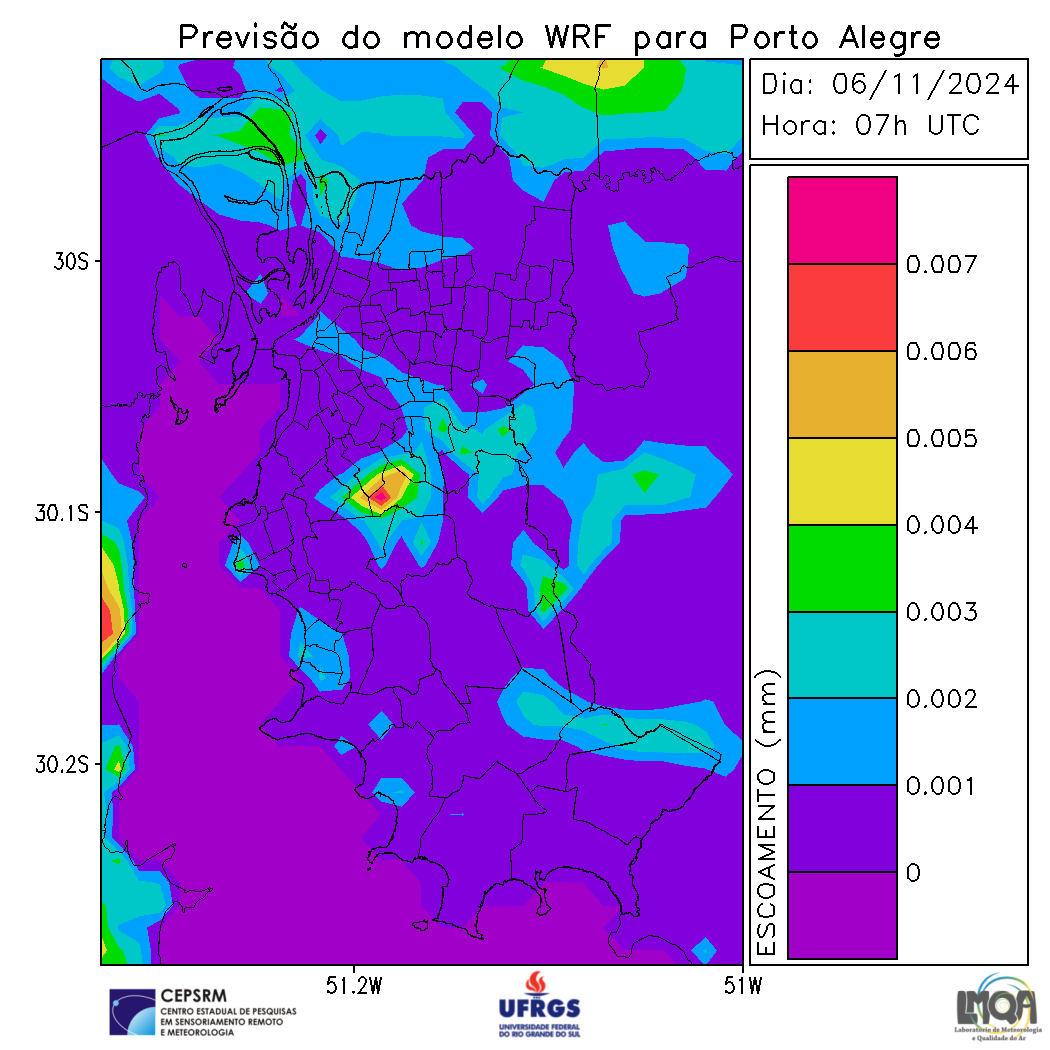 Previsão do modelo WRF para Porto Alegre
Dia: 06/11/2024
Hora: 07h UTC
0.007
0.006
0.005
0.004
0.003
0.002
0.001
0
ESCOAMENTO (mm)
30S
30.1S
30.2S
51.2W
51W
CEPSRM
CENTRO ESTADUAL DE PESQUISAS
EM SENSORIAMENTO REMOTO
E METEOROLOGIA
UFRGS
UNIVERSIDADE FEDERAL
DO RIO GRANDE DO SUL
LMQA
Laboratório de Meteorologia
e Qualidade do Ar